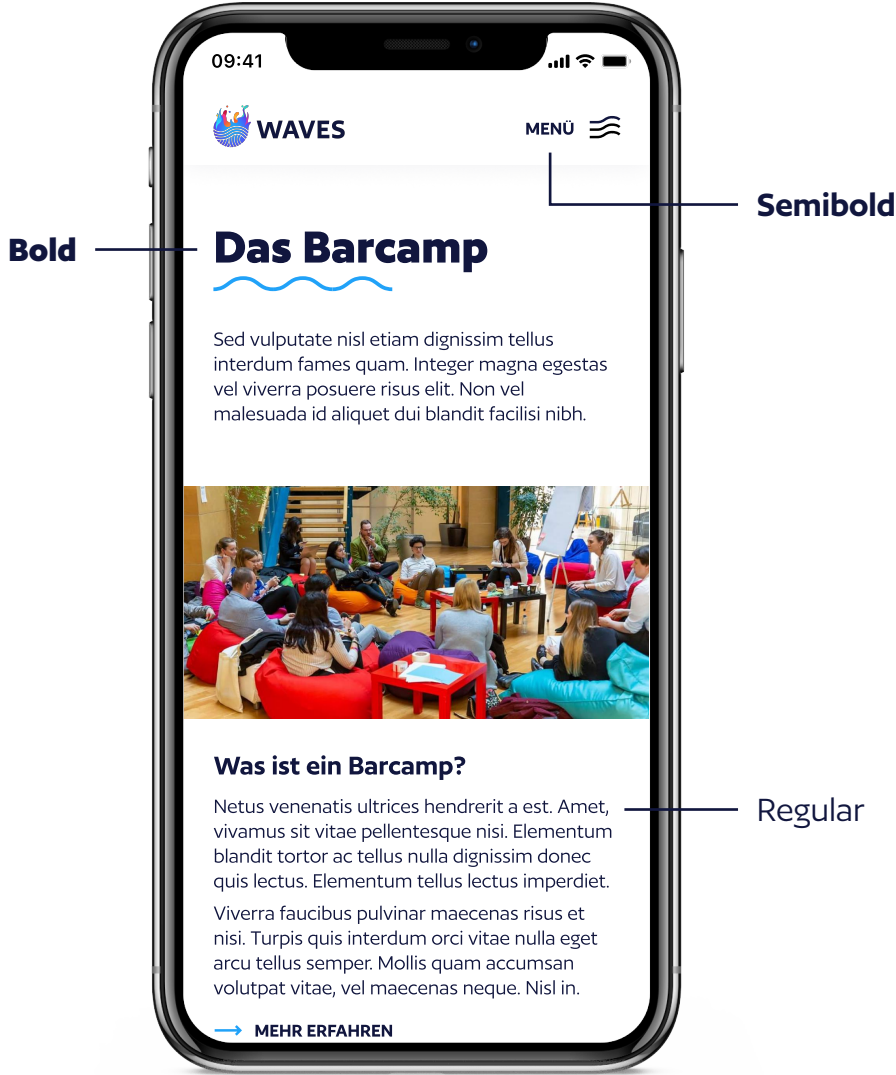 09:41
WAVES
MENÜ
Semibold
Bold
Das Barcamp
Sed vulputate nisl etiam dignissim tellus
interdum fames quam. Integer magna egestas
vel viverra posuere risus elit. Non vel
malesuada id aliquet dui blandit facilisi nibh.
Was ist ein Barcamp?
Netus venenatis ultrices hendrerit a est. Amet,
vivamus sit vitae pellentesque nisi. Elementum
blandit tortor ac tellus nulla dignissim donec
quis lectus. Elementum tellus lectus imperdiet.
Regular
Viverra faucibus pulvinar maecenas risus et
nisi. Turpis quis interdum orci vitae nulla eget
arcu tellus semper. Mollis quam accumsan
volutpat vitae, vel maecenas neque. Nisl in.
MEHR ERFAHREN